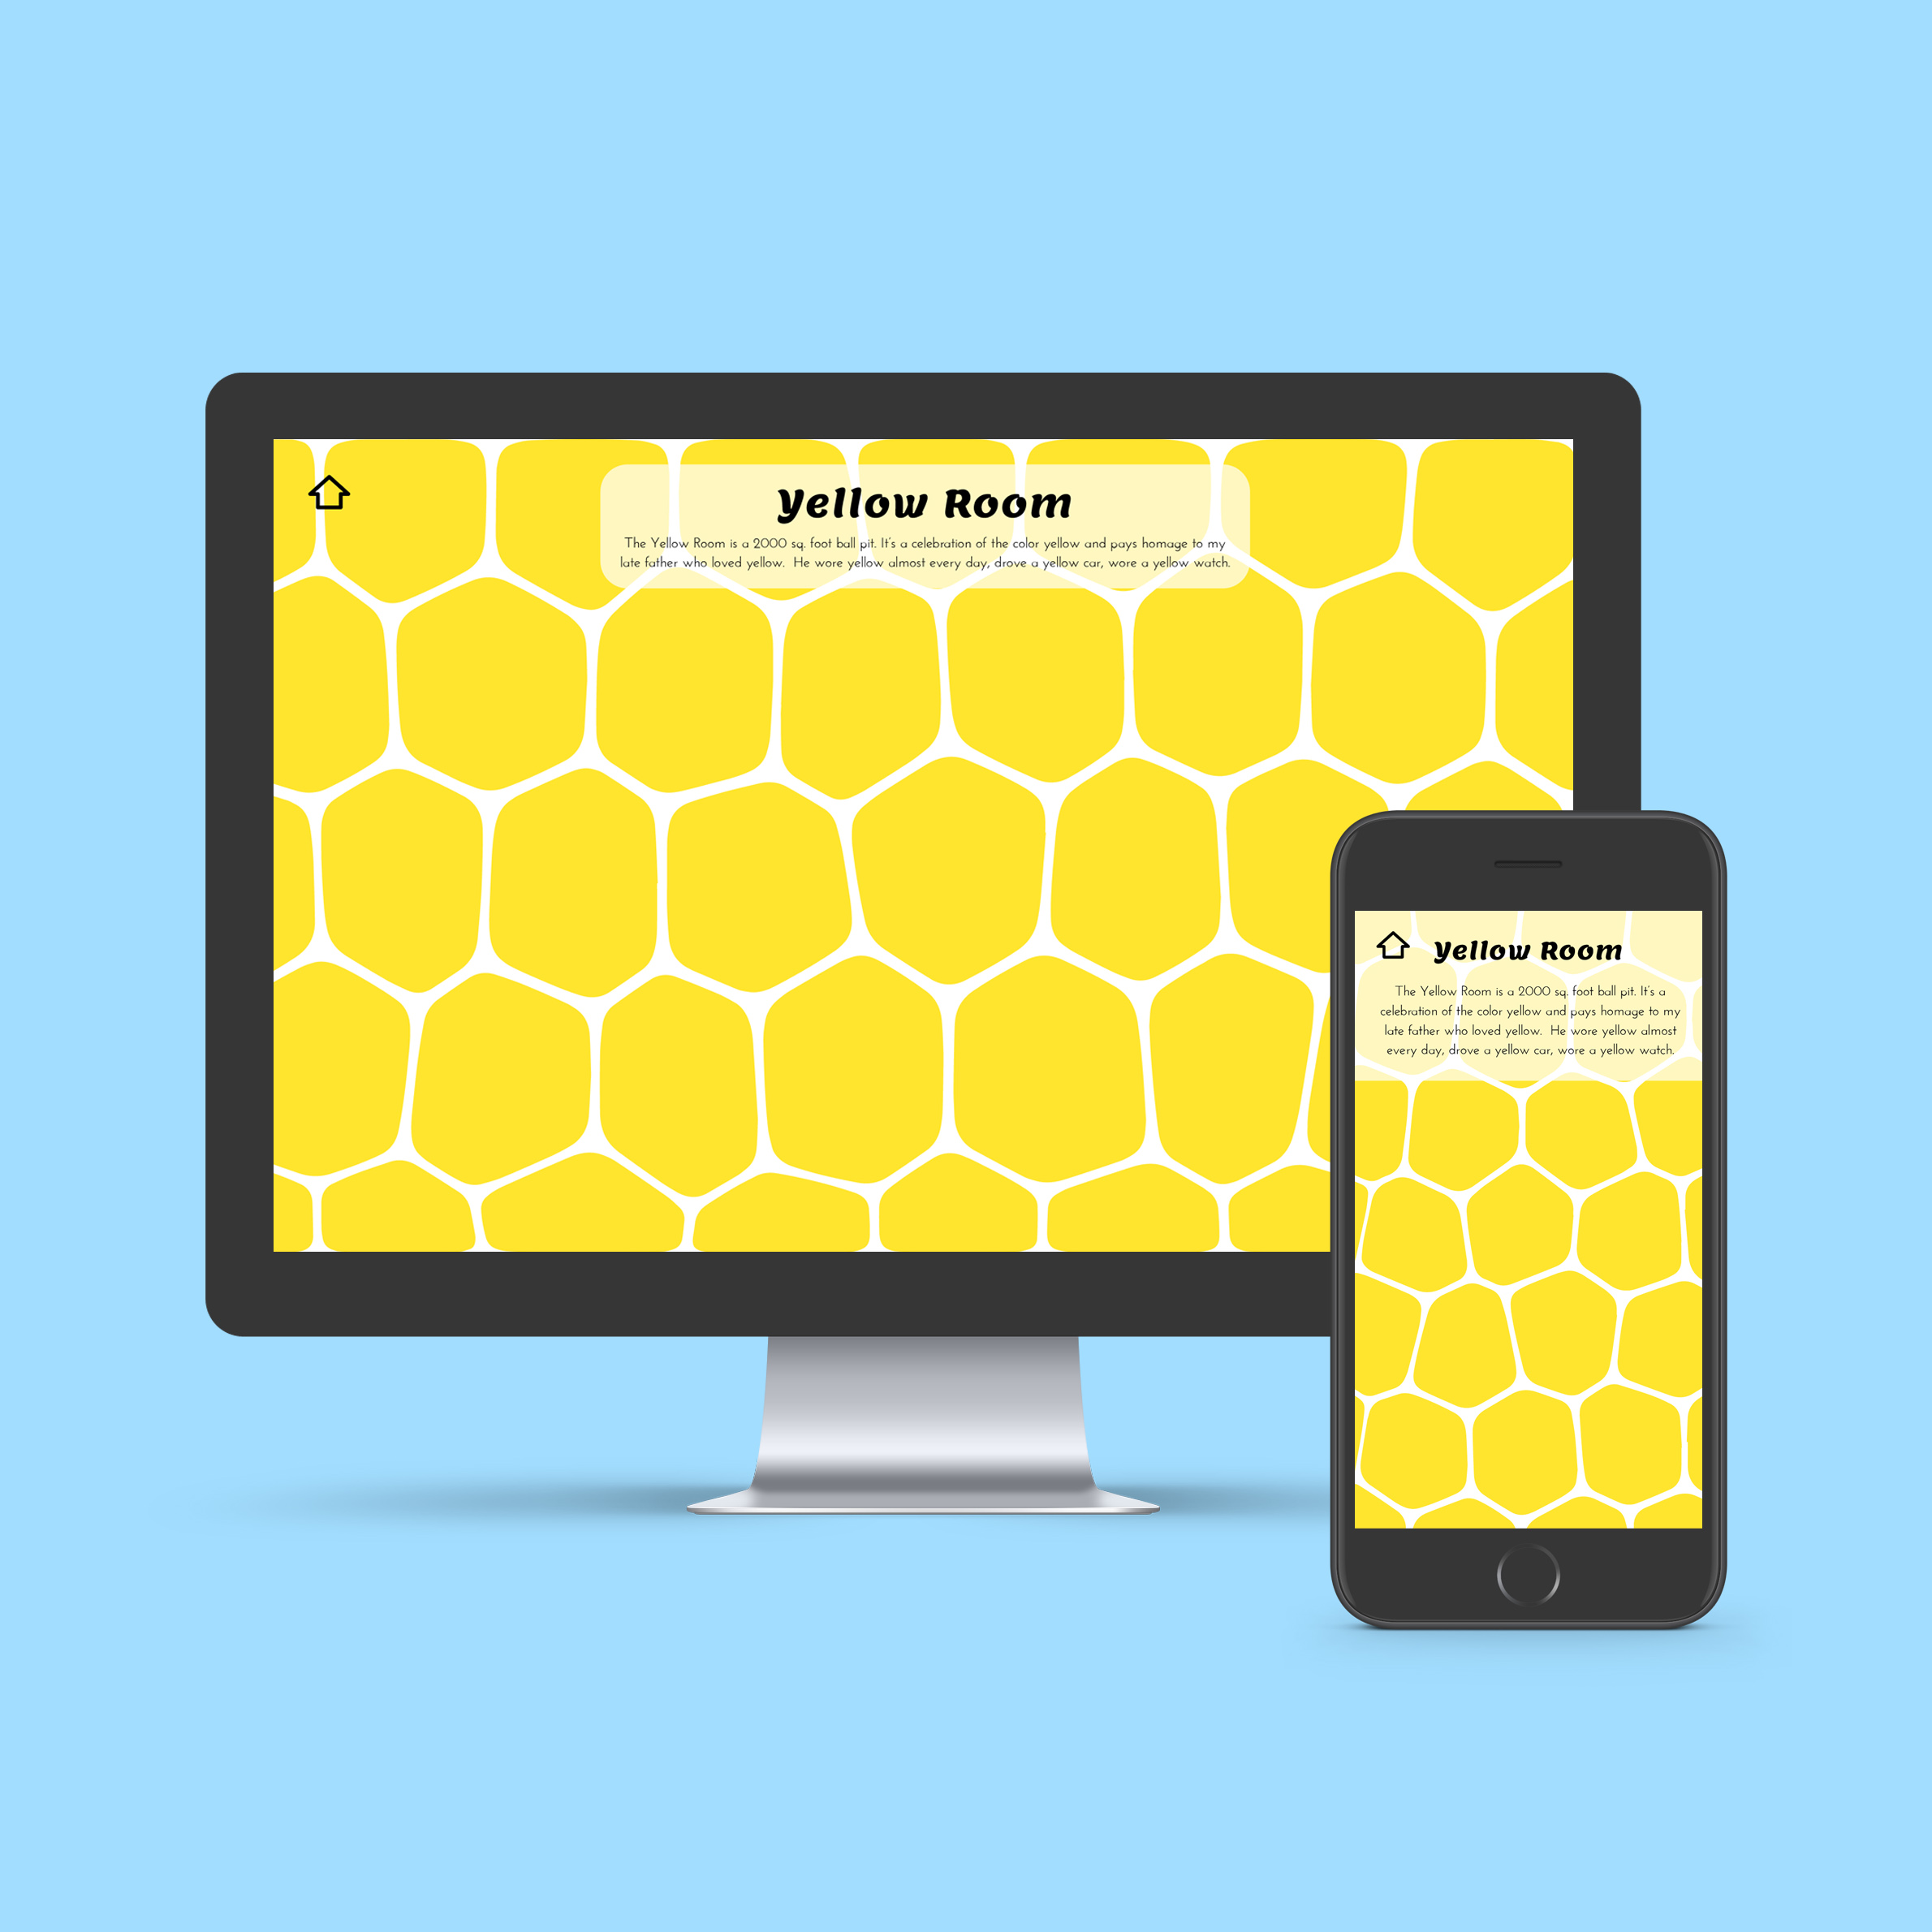 Yellow Room
The Yellow Room is a 2000 sq. foot ball pit. It's a celebration of the color yellow and pays homage to my
late father who loved yellow.  He wore yellow almost every day, drove a yellow car, wore a yellow watch.
Yellow Room
The Yellow Room is a 2000 sq. foot ball pit. It's a
celebration of the color yellow and pays homage to my
late father who loved yellow.  He wore yellow almost
every day, drove a yellow car, wore a yellow watch.